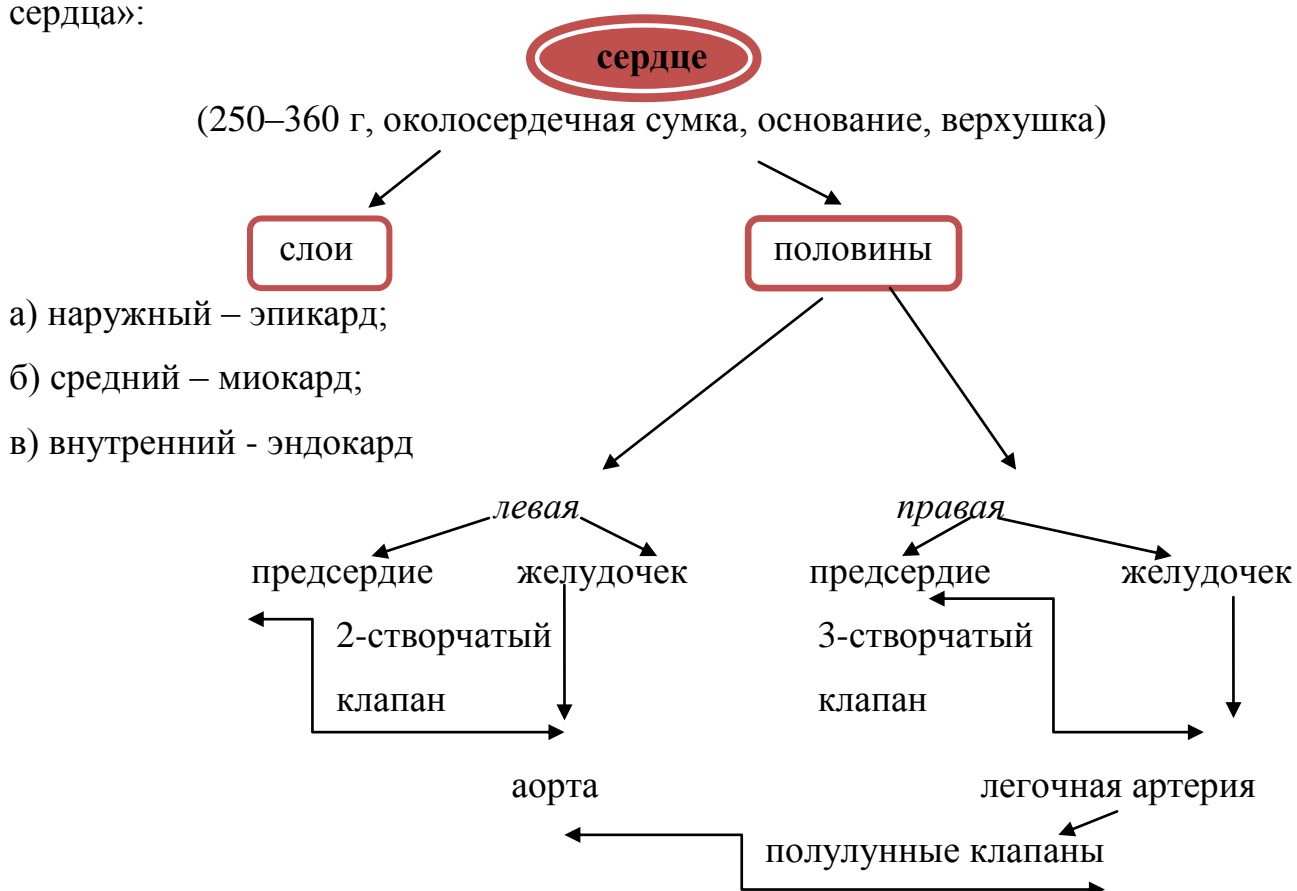 сердца»:
сердце
(250–360 г, околосердечная сумка, основание, верхушка)
слои
половины
а) наружный – эпикард;
б) средний – миокард;
в) внутренний - эндокард
левая
правая
предсердие
желудочек
предсердие
желудочек
2-створчатый
клапан
3-створчатый
клапан
аорта
легочная артерия
полулунные клапаны